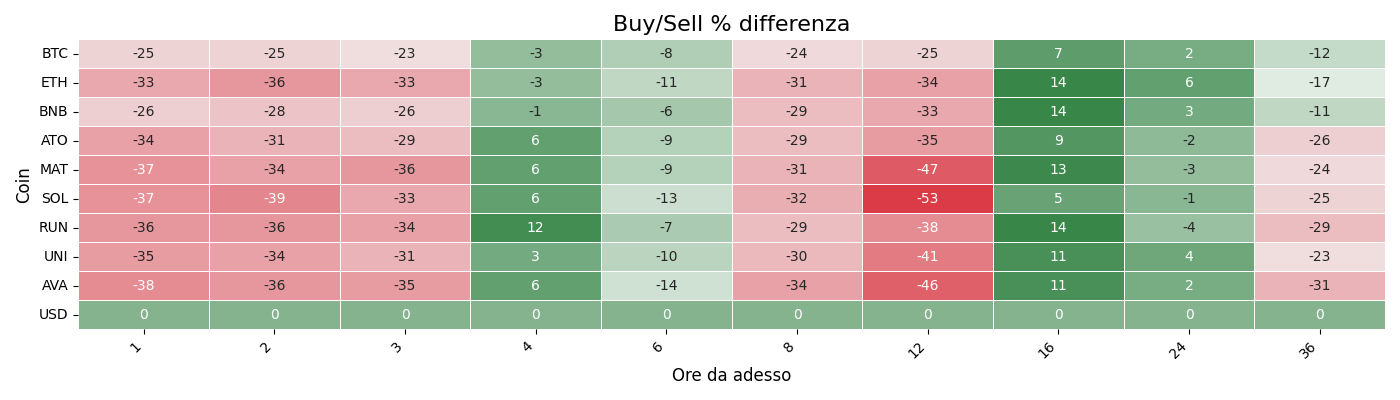 Buy/Sell % differenza
Coin
BTC -25 -25 -23 -3 -8 -24 -25 7 2 -12
ETH -33 -36 -33 -3 -11 -31 -34 14 6 -17
BNB -26 -28 -26 -1 -6 -29 -33 14 3 -11
ATO -34 -31 -29 6 -9 -29 -35 9 -2 -26
MAT -37 -34 -36 6 -9 -31 -47 13 -3 -24
SOL -37 -39 -33 6 -13 -32 -53 5 -1 -25
RUN -36 -36 -34 12 -7 -29 -38 14 -4 -29
UNI -35 -34 -31 3 -10 -30 -41 11 4 -23
AVA -38 -36 -35 6 -14 -34 -46 11 2 -31
USD 0 0 0 0 0 0 0 0 0 0
1 2 3 4 6 8 12 16 24 36
Ore da adesso